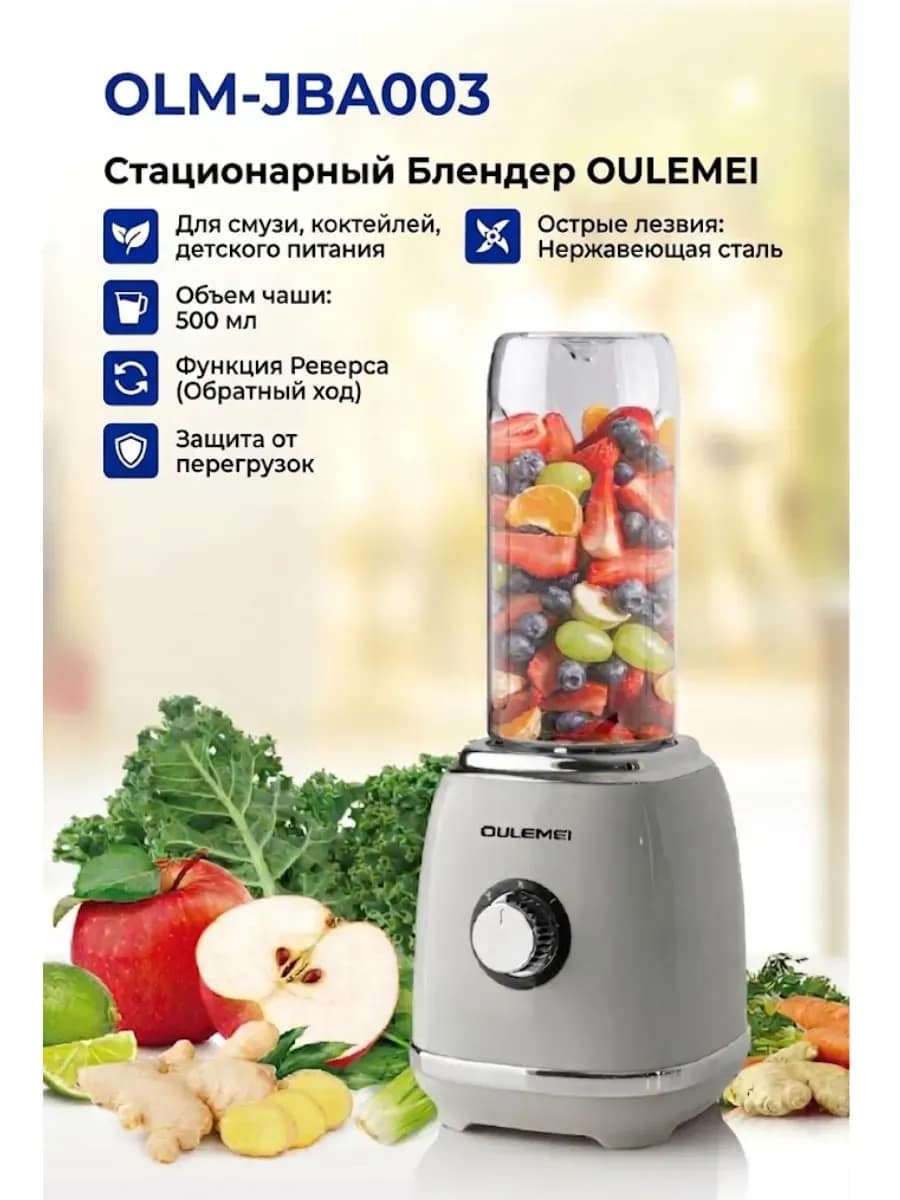 OLM-JBA003
Стационарный Блендер OULEMEI
Для смузи, коктейлей,
детского питания
Острые лезвия:
Нержавеющая сталь
Объем чаши:
500 мл
Функция Реверса
(Обратный ход)
Защита от
перегрузок
OULEMEI